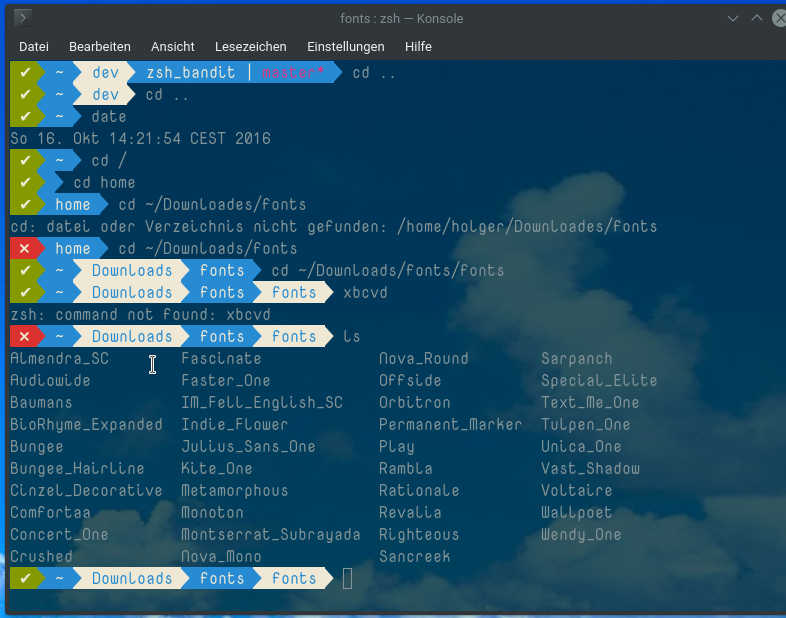 fonts : zsh — Konsole
Datei Bearbeiten Ansicht Lesezeichen Einstellungen Hilfe
✔ ~ dev zsh_bandit | master* cd ..
✔ ~ dev cd ..
✔ ~ date
So 16. Okt 14:21:54 CEST 2016
✔ ~ cd /
✔ cd home
✔ home cd ~/Downloades/fonts
cd: datei oder Verzeichnis nicht gefunden: /home/holger/Downloades/fonts
✕ home cd ~/Downloads/fonts
✔ ~ Downloads fonts cd ~/Downloads/fonts/fonts
✔ ~ Downloads fonts fonts xbcvd
zsh: command not found: xbcvd
✕ ~ Downloads fonts fonts ls
Almendra_SC Fascinate Nova_Round Sarpanch
Audiowide Faster_One Offside Special_Elite
Baumans IM_Fell_English_SC Orbitron Text_Me_One
BioRhyme_Expanded Indie_Flower Permanent_Marker Tulpen_One
Bungee Julius_Sans_One Play Unica_One
Bungee_Hairline Kite_One Rambla Vast_Shadow
Cinzel_Decorative Metamorphous Rationale Voltaire
Comfortaa Monoton Revalia Wallpoet
Concert_One Montserrat_Subrayada Righteous Wendy_One
Crushed Nova_Mono Sancreek
✔ ~ Downloads fonts fonts